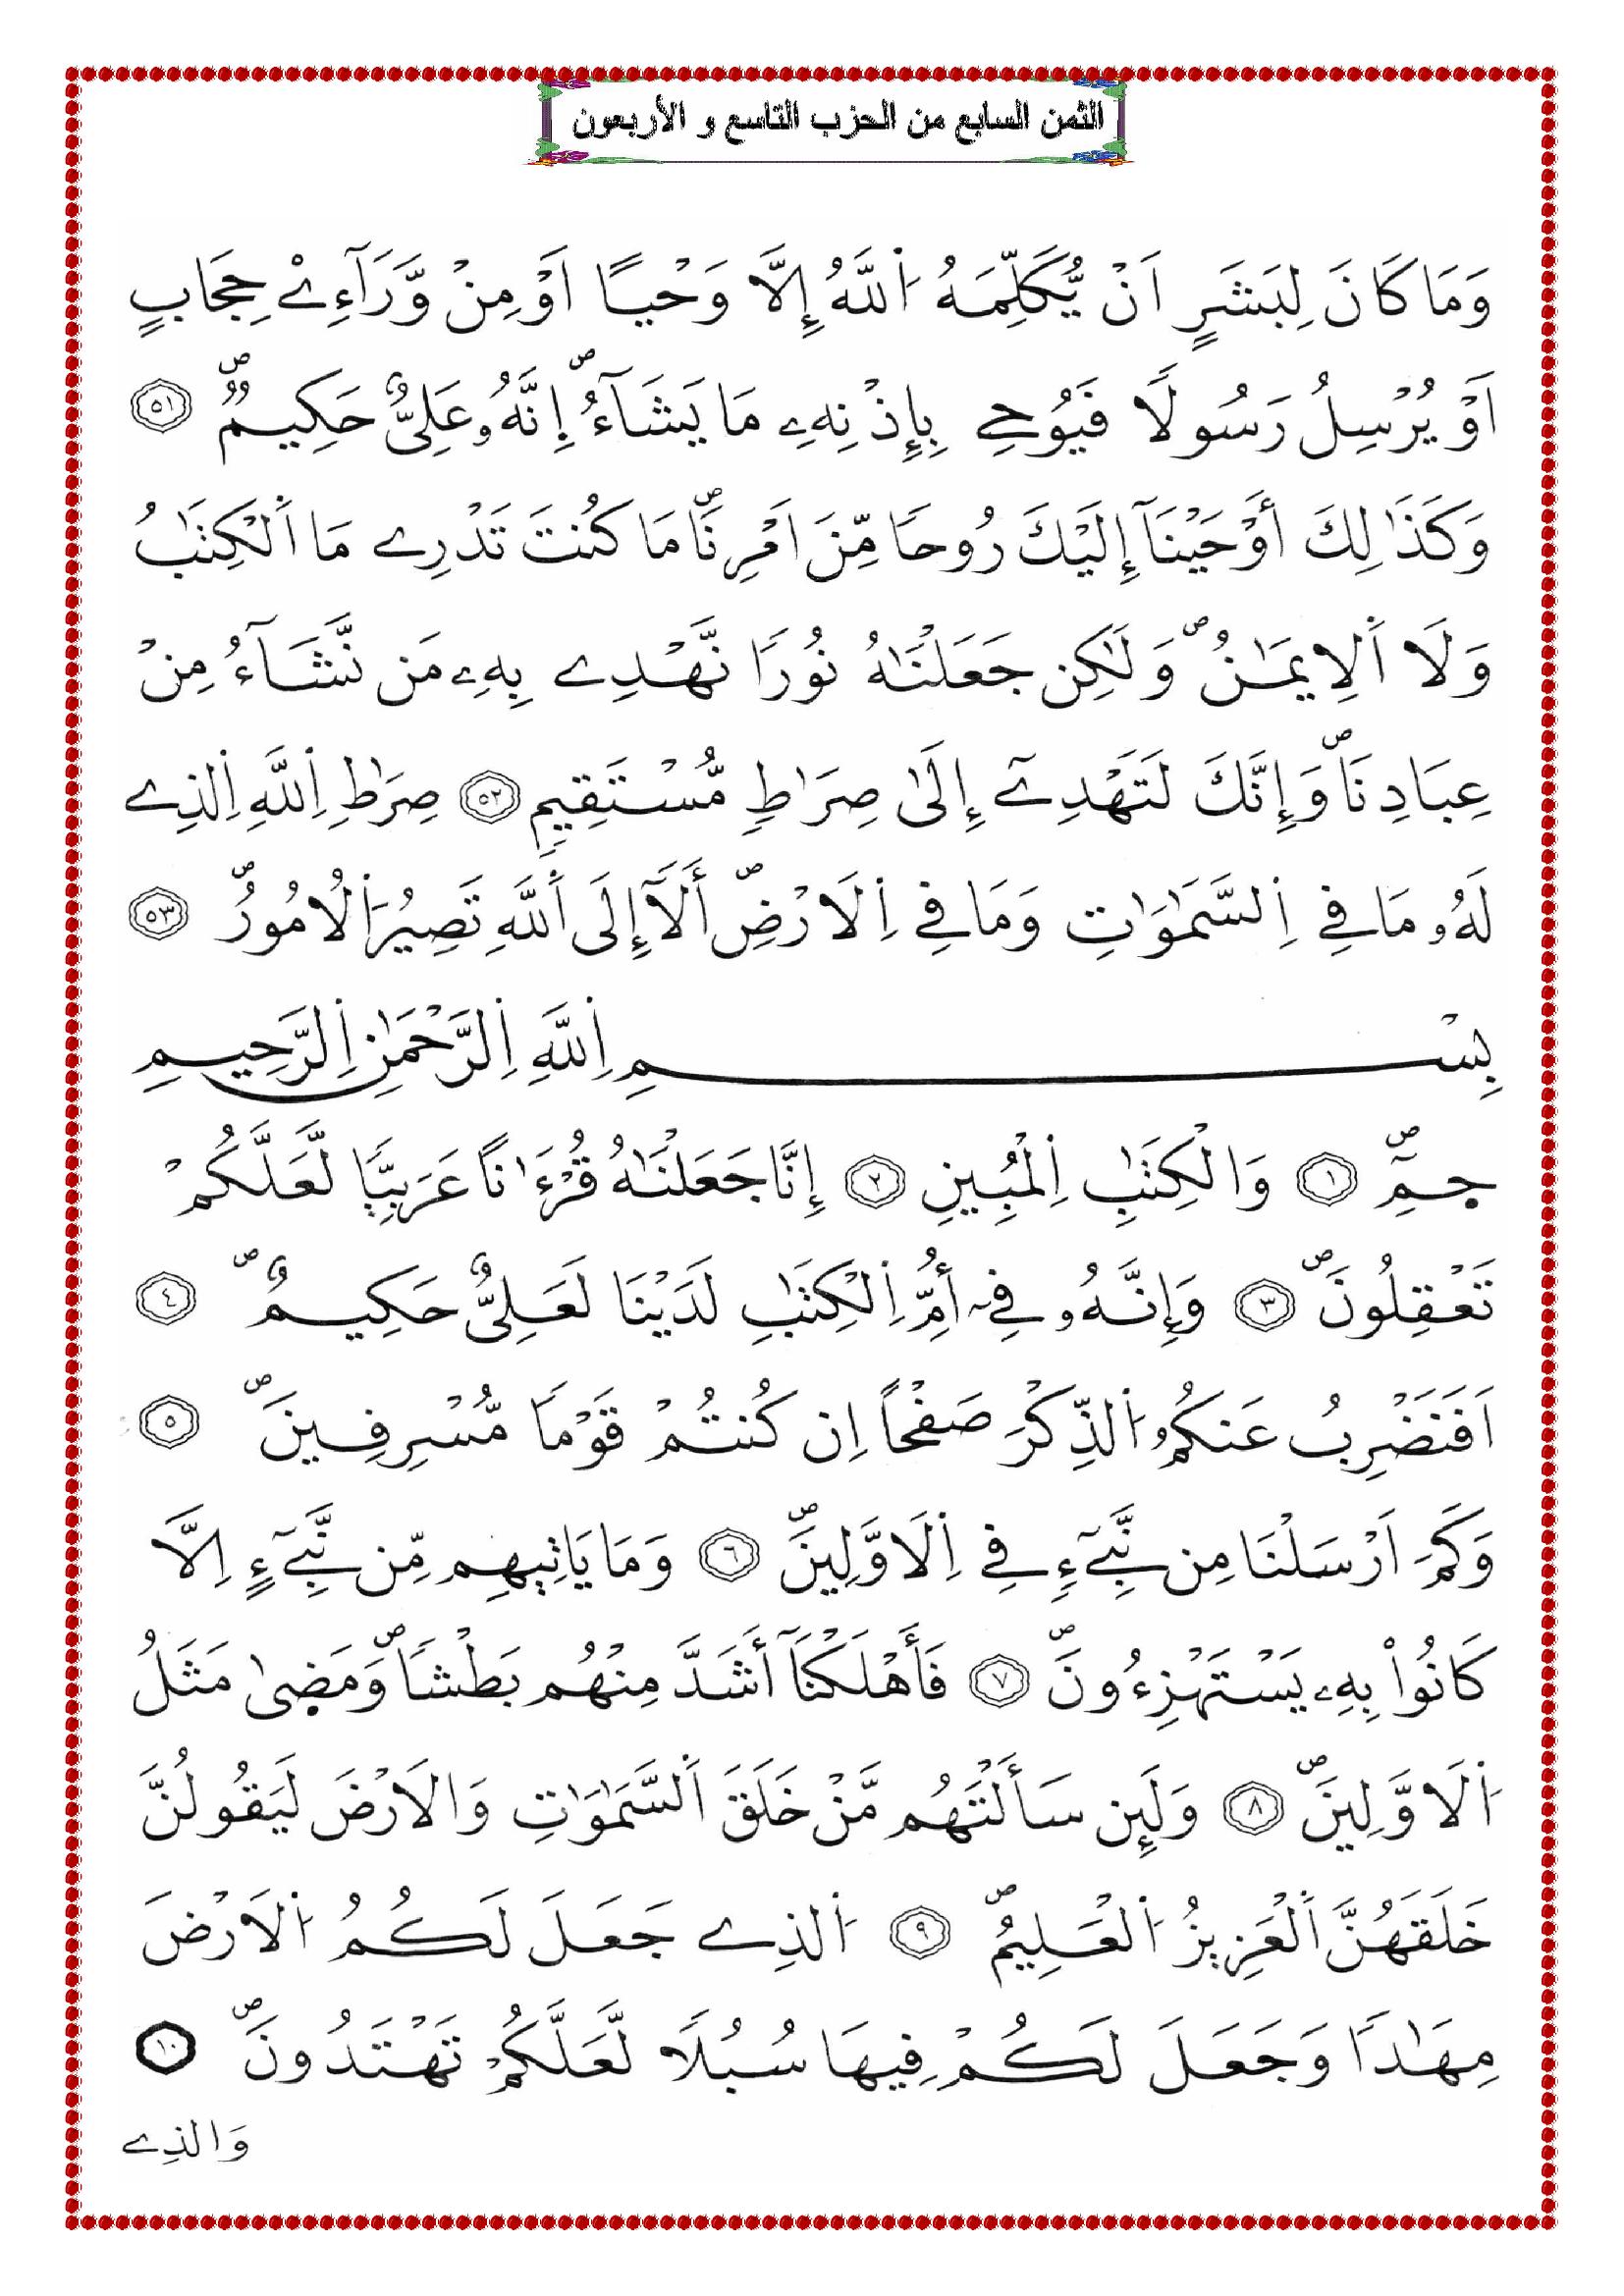 الثمن السابع من الحزب التاسع و الأربعون
وَمَا كَانَ لِبَشَرٍ اَنْ يُّكَلِّمَهُ اُ۬للَّهُ إِلَّا وَحْياً اَوْ مِنْ وَّرَآءِےْ حِجَابٍ
اَوْ يُرْسِلُ رَسُولًا فَيُوحِے بِإِذْنِهِۦ مَا يَشَآءُ إِنَّهُۥ عَلِيٌّ حَكِيمٌ ٥١
وَكَذَٰلِكَ أَوْحَيْنَآ إِلَيْكَ رُوحاً مِّنَ اَمْرِنَا مَا كُنتَ تَدْرِے مَا اَ۬لْكِتَٰبُ
وَلَا اَ۬لِايمَٰنُ وَلَٰكِن جَعَلْنَٰهُ نُوراً نَّهْدِے بِهِۦ مَن نَّشَآءُ مِنْ
عِبَادِنَا وَإِنَّكَ لَتَهْدِےٓ إِلَىٰ صِرَٰطٍ مُّسْتَقِيمٍ ٥٢ صِرَٰطِ اِ۬للَّهِ اِ۬لذِے
لَهُۥ مَا فِے اِ۬لسَّمَٰوَٰتِ وَمَا فِے اِ۬لَارْضِ أَلَآ إِلَى اَ۬للَّهِ تَصِيرُ اُ۬لُامُورُ ٥٣
بِسْمِ اِ۬للَّهِ اِ۬لرَّحْمَٰنِ اِ۬لرَّحِيمِ
حمِٓ ١ وَالْكِتَٰبِ اِ۬لْمُبِينِ ٢ إِنَّا جَعَلْنَٰهُ قُرْءَٰناً عَرَبِيّاً لَّعَلَّكُمْ
تَعْقِلُونَ ٣ وَإِنَّهُۥ فِےٓ أُمِّ اِ۬لْكِتَٰبِ لَدَيْنَا لَعَلِيٌّ حَكِيمٌ ٤
اَفَنَضْرِبُ عَنكُمُ اُ۬لذِّكْرَ صَفْحاً اِن كُنتُمْ قَوْماً مُّسْرِفِينَ ٥
وَكَمَ اَرْسَلْنَا مِن نَّبِےٓءٍ فِے اِ۬لَاوَّلِينَ ٦ وَمَا يَاتِيهِم مِّن نَّبِےٓءٍ اِلَّا
كَانُواْ بِهِۦ يَسْتَهْزِءُونَ ٧ فَأَهْلَكْنَآ أَشَدَّ مِنْهُم بَطْشاً وَمَضَىٰ مَثَلُ
اُ۬لَاوَّلِينَ ٨ وَلَئِن سَأَلْتَهُم مَّنْ خَلَقَ اَ۬لسَّمَٰوَٰتِ وَالَارْضَ لَيَقُولُنَّ
خَلَقَهُنَّ اَ۬لْعَزِيزُ اُ۬لْعَلِيمُ ٩ اُ۬لذِے جَعَلَ لَكُمُ اُ۬لَارْضَ
مِهَٰداً وَجَعَلَ لَكُمْ فِيهَا سُبُلًا لَّعَلَّكُمْ تَهْتَدُونَ ١٠
وَالذِے